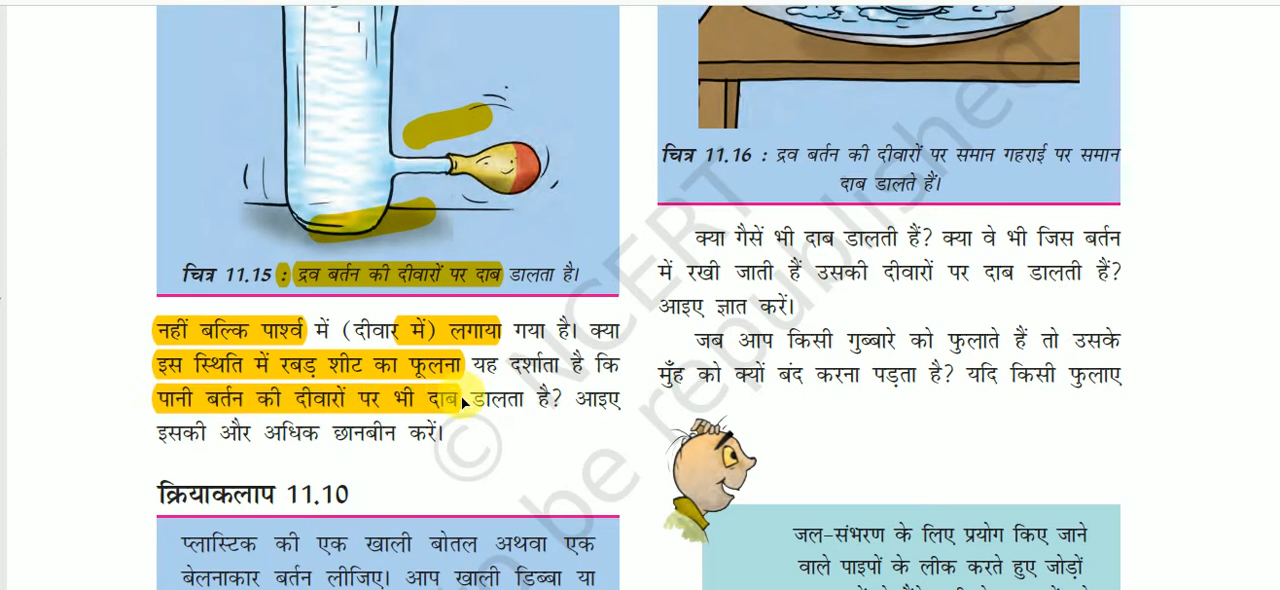 चित्र 11.15 : द्रव बर्तन की दीवारों पर दाब डालता है।
नहीं बल्कि पार्श्व में (दीवार में) लगाया गया है। क्या
इस स्थिति में रबड़ शीट का फूलना यह दर्शाता है कि
पानी बर्तन की दीवारों पर भी दाब डालता है? आइए
इसकी और अधिक छानबीन करें।
क्रियाकलाप 11.10
प्लास्टिक की एक खाली बोतल अथवा एक
बेलनाकार बर्तन लीजिए। आप खाली डिब्बा या
चित्र 11.16 : द्रव बर्तन की दीवारों पर समान गहराई पर समान
दाब डालते हैं।
क्या गैसें भी दाब डालती हैं? क्या वे भी जिस बर्तन
में रखी जाती हैं उसकी दीवारों पर दाब डालती हैं?
आइए ज्ञात करें।
जब आप किसी गुब्बारे को फुलाते हैं तो उसके
मुँह को क्यों बंद करना पड़ता है? यदि किसी फुलाए
जल-संभरण के लिए प्रयोग किए जाने
वाले पाइपों के लीक करते हुए जोड़ों
© NCERT
be republished